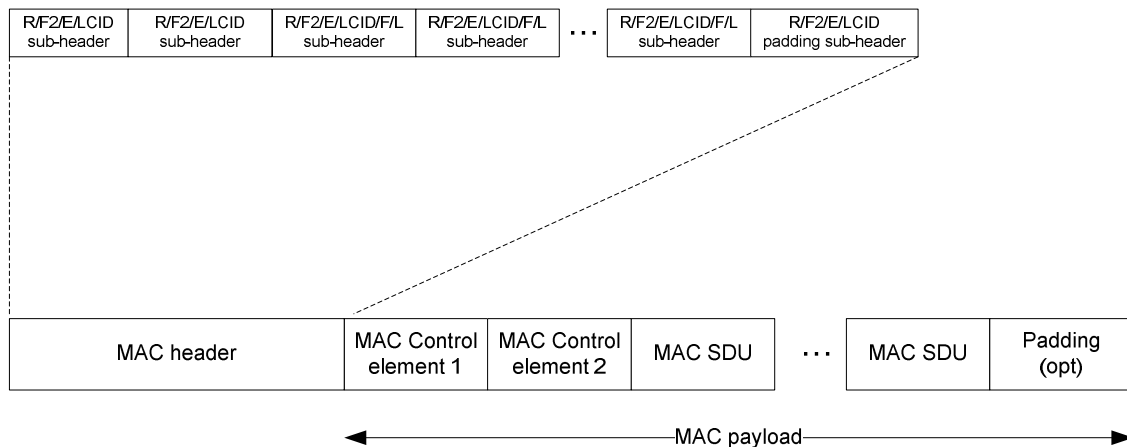 R/F2/E/LCID
sub-header
R/F2/E/LCID
sub-header
R/F2/E/LCID/F/L
sub-header
R/F2/E/LCID/F/L
sub-header
...
R/F2/E/LCID/F/L
sub-header
R/F2/E/LCID
padding sub-header
MAC header
MAC Control
element 1
MAC Control
element 2
MAC SDU
...
MAC SDU
Padding
(opt)
MAC payload